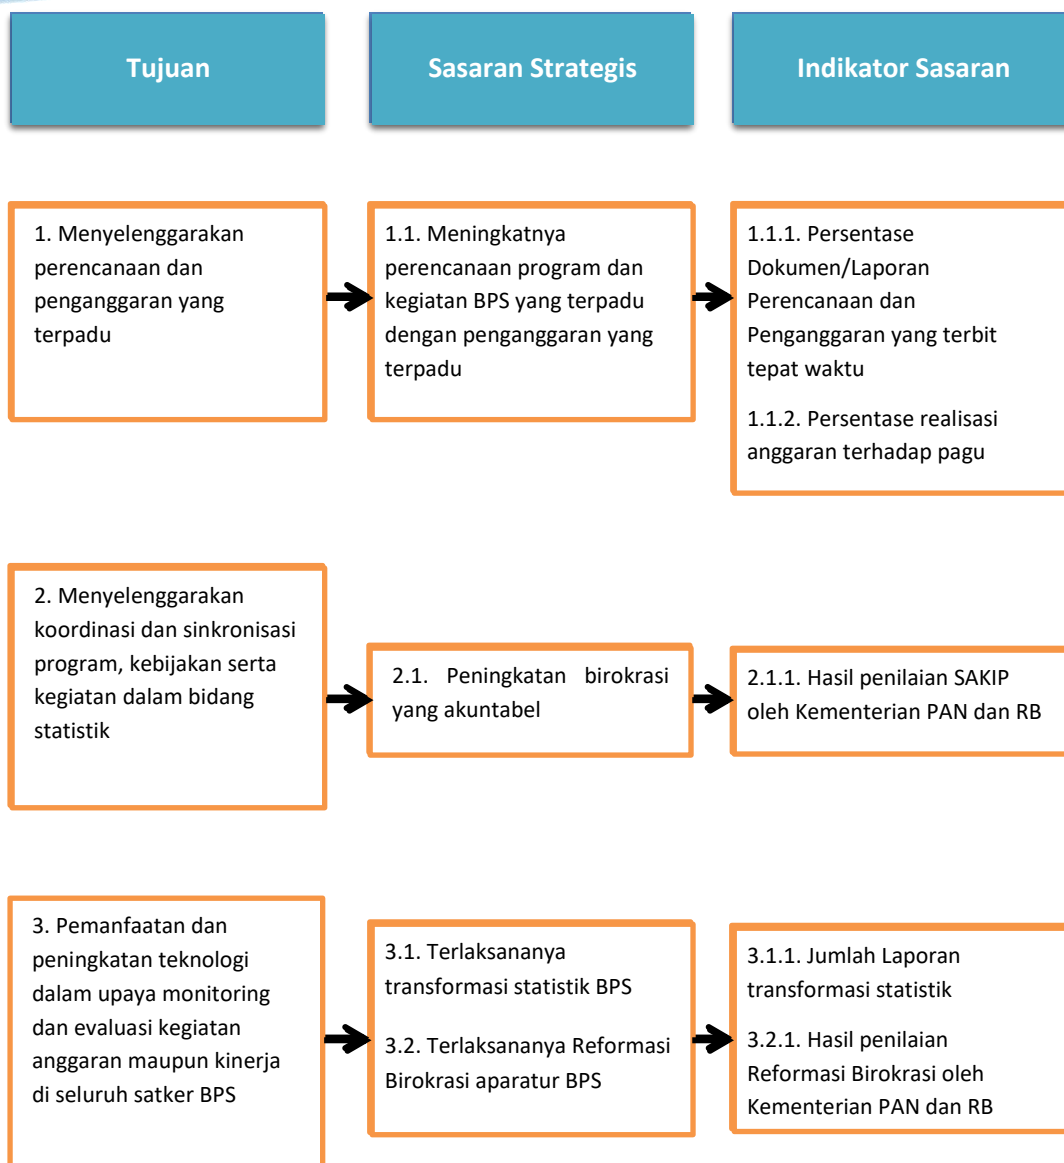 Tujuan
Sasaran Strategis
Indikator Sasaran
1. Menyelenggarakan
perencanaan dan
penganggaran yang
terpadu
1.1. Meningkatnya
perencanaan program dan
kegiatan BPS yang terpadu
dengan penganggaran yang
terpadu
1.1.1. Persentase
Dokumen/Laporan
Perencanaan dan
Penganggaran yang terbit
tepat waktu
1.1.2. Persentase realisasi
anggaran terhadap pagu
2. Menyelenggarakan
koordinasi dan sinkronisasi
program, kebijakan serta
kegiatan dalam bidang
statistik
2.1. Peningkatan birokrasi
yang akuntabel
2.1.1. Hasil penilaian SAKIP
oleh Kementerian PAN dan RB
3. Pemanfaatan dan
peningkatan teknologi
dalam upaya monitoring
dan evaluasi kegiatan
anggaran maupun kinerja
di seluruh satker BPS
3.1. Terlaksananya
transformasi statistik BPS
3.2. Terlaksananya Reformasi
Birokrasi aparatur BPS
3.1.1. Jumlah Laporan
transformasi statistik
3.2.1. Hasil penilaian
Reformasi Birokrasi oleh
Kementerian PAN dan RB